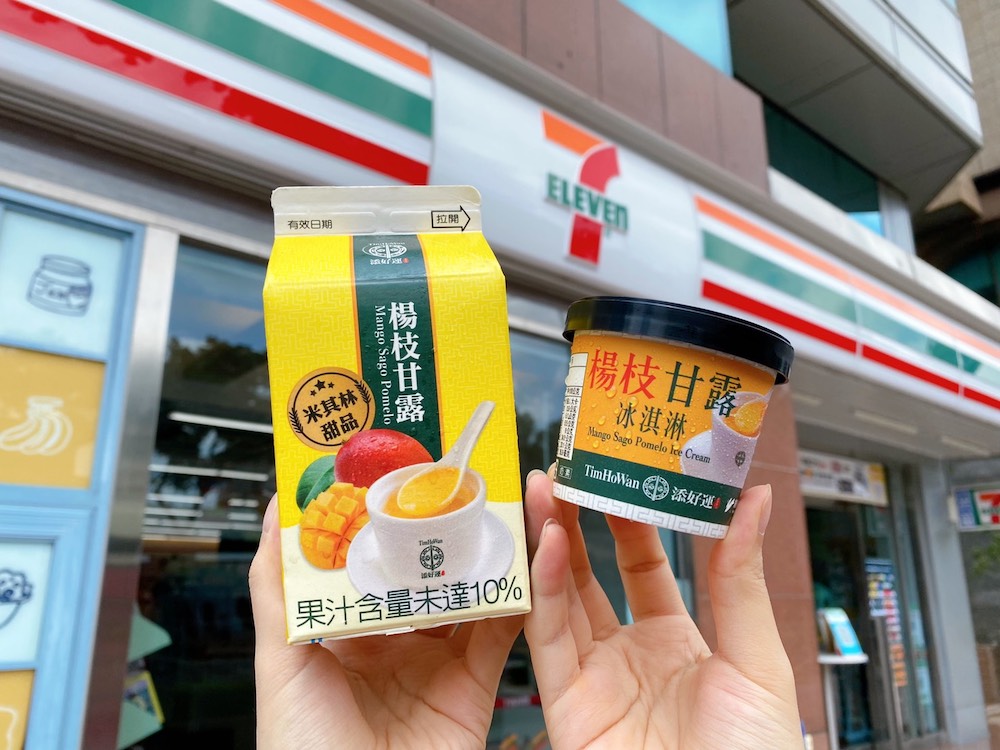 ELEVEN
有效日期
拉開
添好運
楊枝甘露
Mango Sago Pomelo
米其林
甜品
TimHoWan
添好運
果汁含量未達10%
楊枝甘露
冰淇淋
Mango Sago Pomelo Ice Cream
TimHoWan 添好運